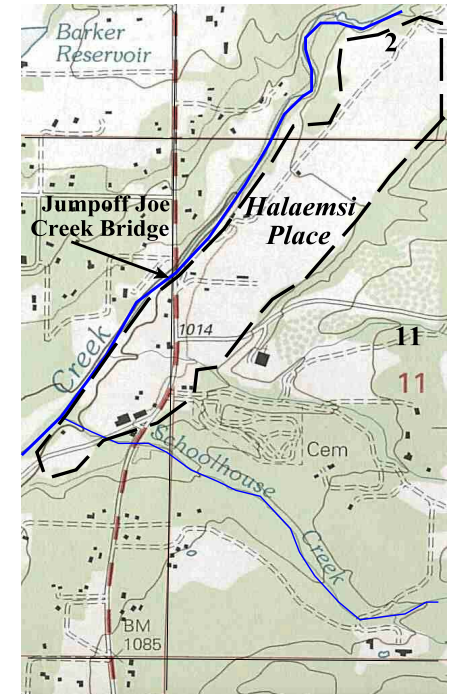 Barker
Reservoir
2
Jumpoff Joe
Creek Bridge
Halaemsi
Place
1014
Creek
11
11
Schoolhouse
Creek
Cem
BM
1085